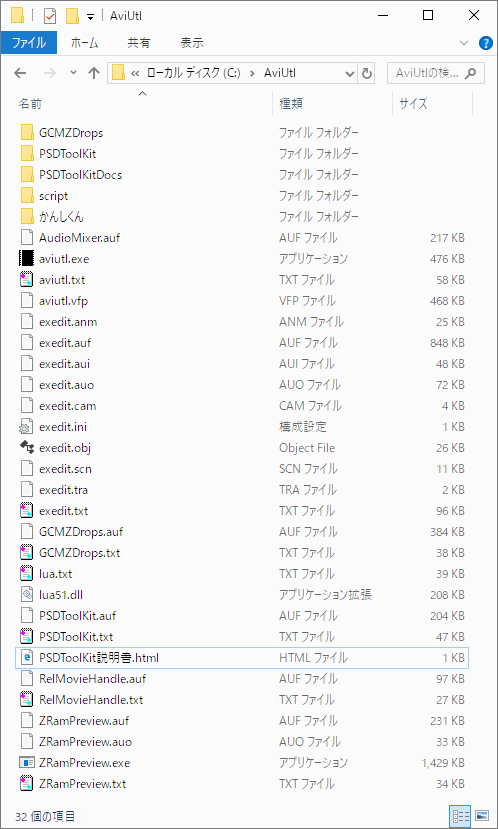 AviUtl
ファイル ホーム 共有 表示
« ローカル ディスク (C:) › AviUtl AviUtlの検...
名前 種類 サイズ
GCMZDrops ファイル フォルダー
PSDToolKit ファイル フォルダー
PSDToolKitDocs ファイル フォルダー
script ファイル フォルダー
かんしくん ファイル フォルダー
AudioMixer.auf AUF ファイル 217 KB
aviutl.exe アプリケーション 476 KB
aviutl.txt TXT ファイル 58 KB
aviutl.vfp VFP ファイル 468 KB
exedit.anm ANM ファイル 25 KB
exedit.auf AUF ファイル 848 KB
exedit.aui AUI ファイル 48 KB
exedit.auo AUO ファイル 72 KB
exedit.cam CAM ファイル 4 KB
exedit.ini 構成設定 1 KB
exedit.obj Object File 26 KB
exedit.scn SCN ファイル 11 KB
exedit.tra TRA ファイル 2 KB
exedit.txt TXT ファイル 96 KB
GCMZDrops.auf AUF ファイル 384 KB
GCMZDrops.txt TXT ファイル 38 KB
lua.txt TXT ファイル 39 KB
lua51.dll アプリケーション拡張 208 KB
PSDToolKit.auf AUF ファイル 204 KB
PSDToolKit.txt TXT ファイル 47 KB
PSDToolKit説明書.html HTML ファイル 1 KB
RelMovieHandle.auf AUF ファイル 97 KB
RelMovieHandle.txt TXT ファイル 27 KB
ZRamPreview.auf AUF ファイル 231 KB
ZRamPreview.auo AUO ファイル 33 KB
ZRamPreview.exe アプリケーション 1,429 KB
ZRamPreview.txt TXT ファイル 34 KB
32 個の項目